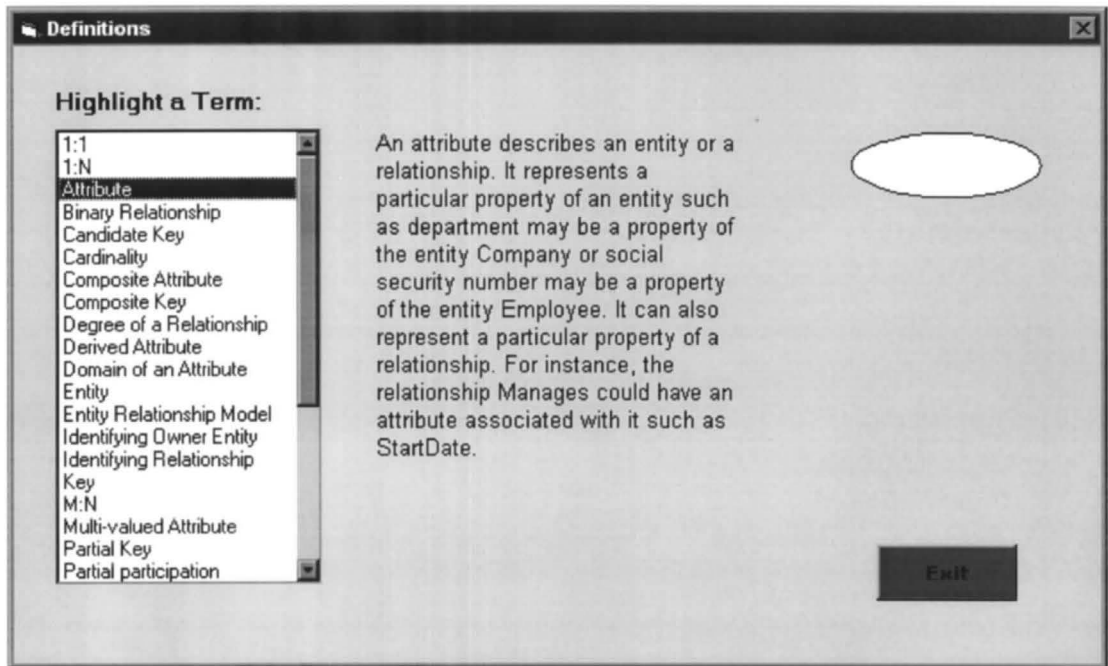 Definitions
Highlight a Term:
1:1
1:N
Attribute
Binary Relationship
Candidate Key
Cardinality
Composite Attribute
Composite Key
Degree of a Relationship
Derived Attribute
Domain of an Attribute
Entity
Entity Relationship Model
Identifying Owner Entity
Identifying Relationship
Key
M:N
Multi-valued Attribute
Partial Key
Partial participation
An attribute describes an entity or a
relationship. It represents a
particular property of an entity such
as department may be a property of
the entity Company or social
security number may be a property
of the entity Employee. It can also
represent a particular property of a
relationship. For instance, the
relationship Manages could have an
attribute associated with it such as
StartDate.
Exit